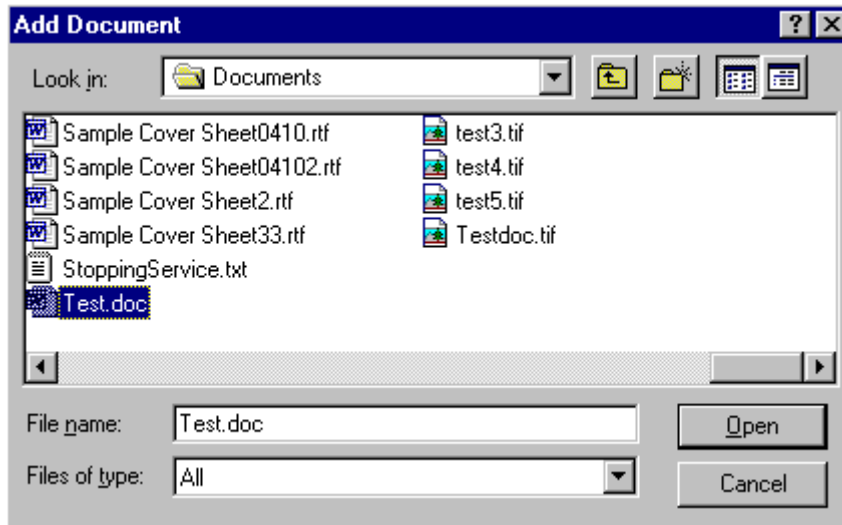 Add Document
Look in: Documents
Sample Cover Sheet0410.rtf
Sample Cover Sheet04102.rtf
Sample Cover Sheet2.rtf
Sample Cover Sheet33.rtf
StoppingService.txt
Test.doc
test3.tif
test4.tif
test5.tif
Testdoc.tif
File name: Test.doc
Open
Files of type: All
Cancel